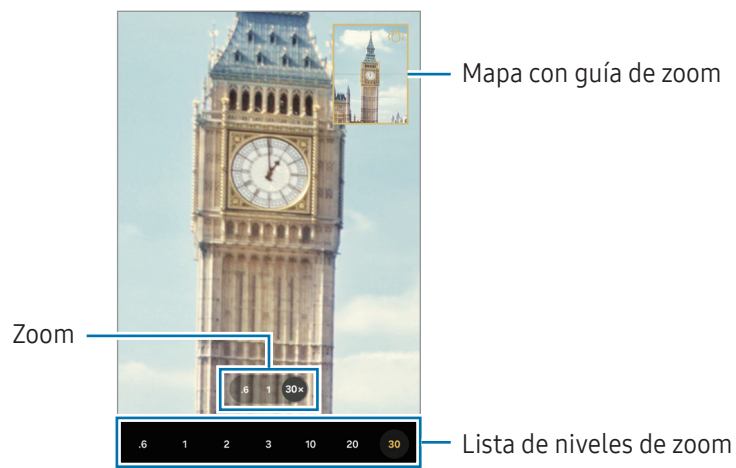 Mapa con guía de zoom
Zoom
.6 1 30×
.6 1 2 3 10 20 30
Lista de niveles de zoom